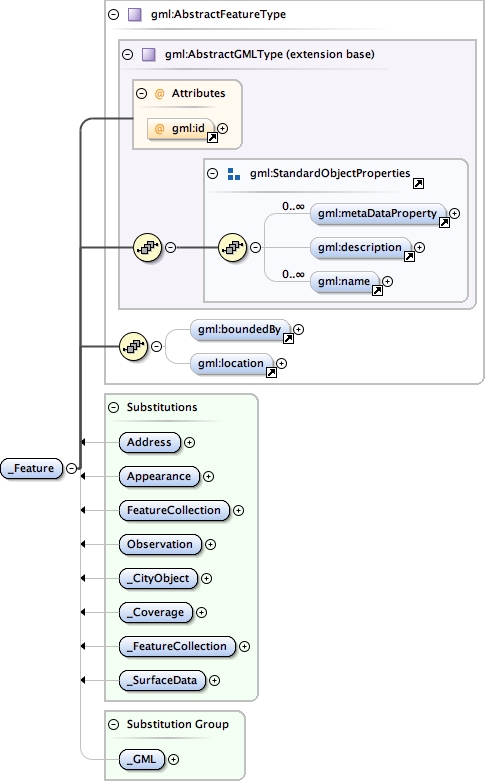 gml:AbstractFeatureType
gml:AbstractGMLType (extension base)
@ Attributes
@ gml:id
gml:StandardObjectProperties
0..∞
gml:metaDataProperty
gml:description
0..∞
gml:name
gml:boundedBy
gml:location
Substitutions
_Feature
Address
Appearance
FeatureCollection
Observation
_CityObject
_Coverage
_FeatureCollection
_SurfaceData
Substitution Group
_GML